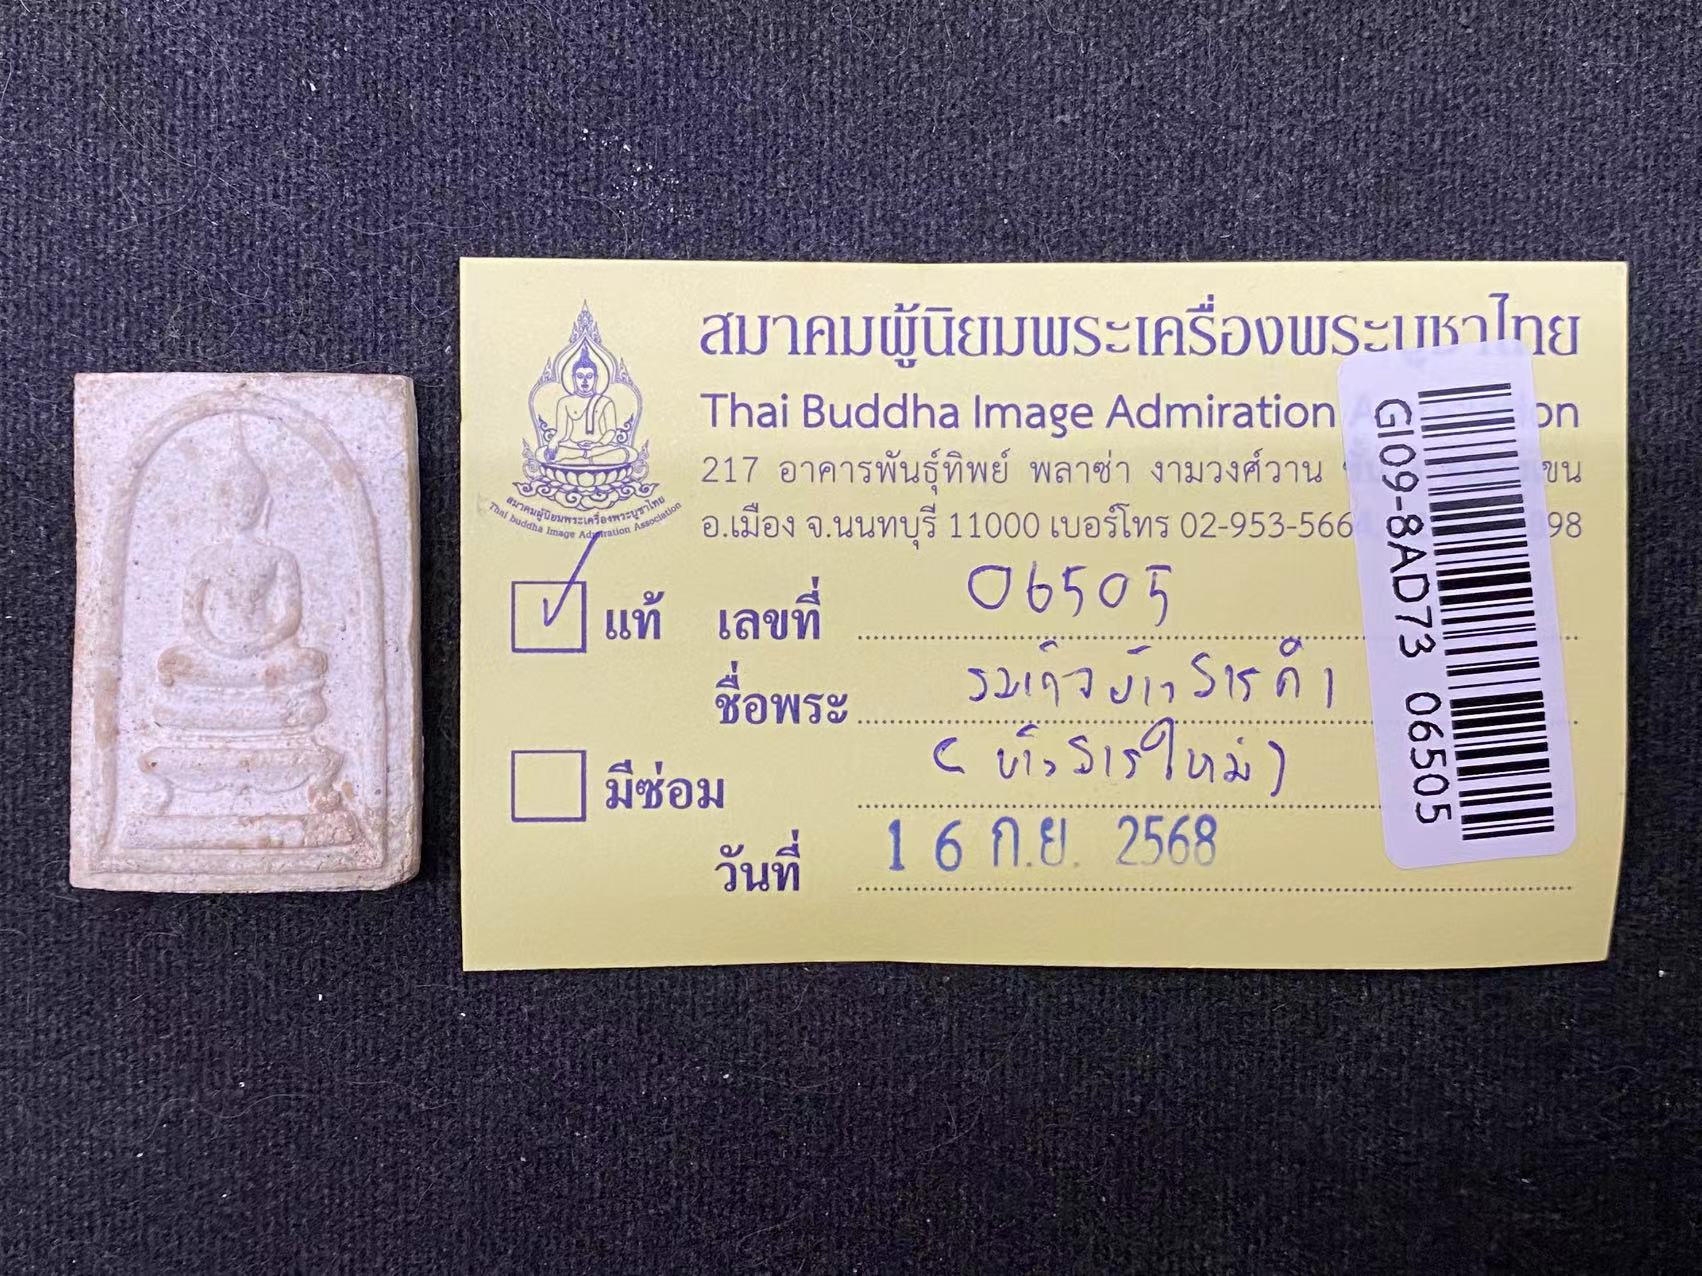 สมาคมผู้นิยมพระเครื่องพระบูชาไทย
Thai Buddha Image Admiration
217 อาคารพันธุ์ทิพย์ พลาซ่า งามวงศ์วาน
อ.เมือง จ.นนทบุรี 11000 เบอร์โทร 02-953-566
สมาคมผู้นิยมพระเครื่องพระบูชาไทย
Thai buddha Image Admiration Association
แท้ เลขที่ 06505
ชื่อพระ
มีซ่อม
วันที่ 16 ก.ย. 2568
GI09-8AD73 06505